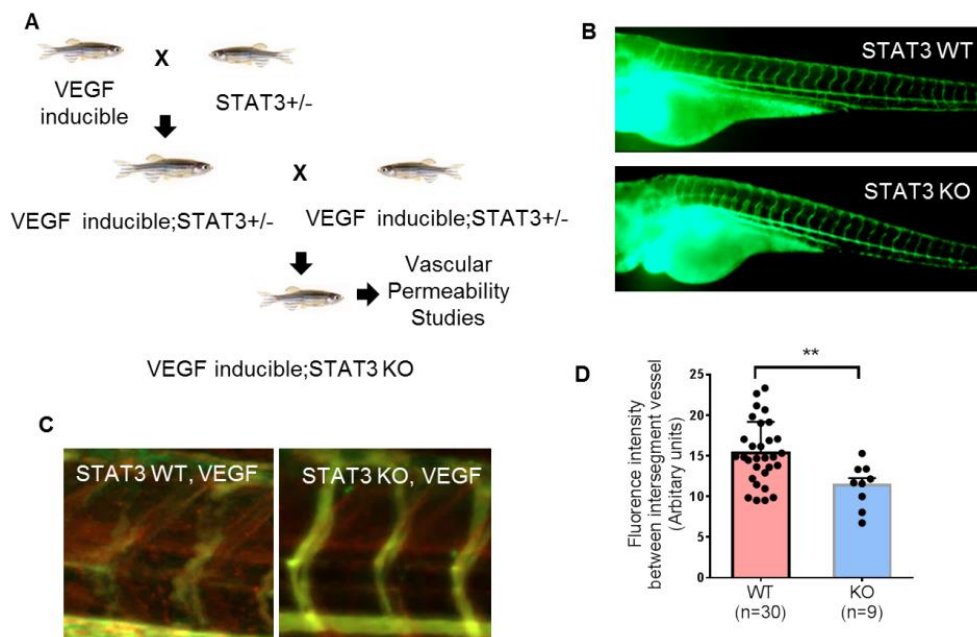 A
X
VEGF
inducible
STAT3+/-
X
VEGF inducible;STAT3+/-
VEGF inducible;STAT3+/-
Vascular
Permeability
Studies
VEGF inducible;STAT3 KO
B
STAT3 WT
STAT3 KO
C
STAT3 WT, VEGF
STAT3 KO, VEGF
D
**
Fluorence intensity
between intersegment vessel
(Arbitary units)
25
20
15
10
5
0
WT
(n=30)
KO
(n=9)